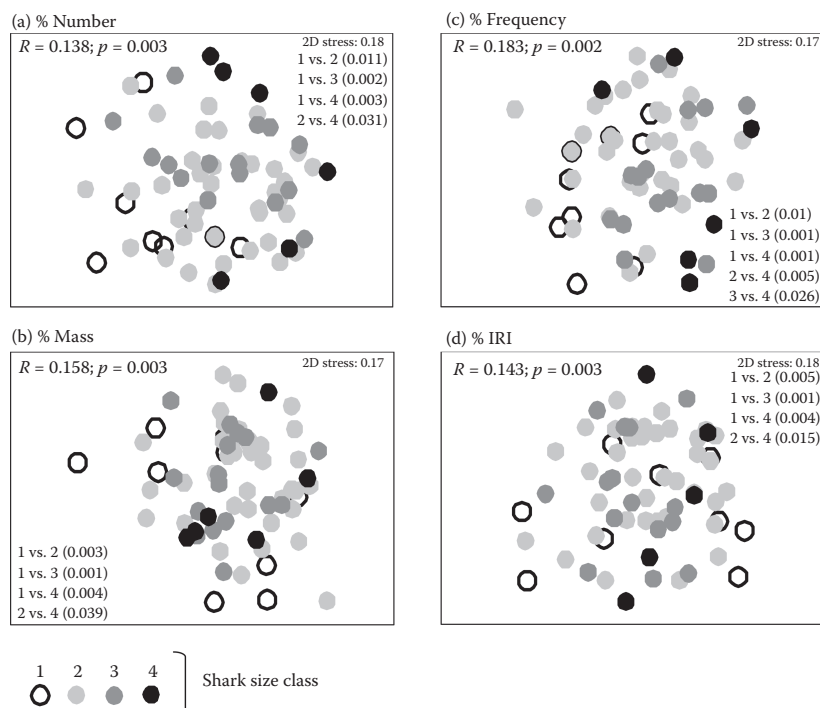 (a) % Number
R = 0.138; p = 0.003
2D stress: 0.18
1 vs. 2 (0.011)
1 vs. 3 (0.002)
1 vs. 4 (0.003)
2 vs. 4 (0.031)
(c) % Frequency
R = 0.183; p = 0.002
2D stress: 0.17
1 vs. 2 (0.01)
1 vs. 3 (0.001)
1 vs. 4 (0.001)
2 vs. 4 (0.005)
3 vs. 4 (0.026)
(b) % Mass
R = 0.158; p = 0.003
2D stress: 0.17
1 vs. 2 (0.003)
1 vs. 3 (0.001)
1 vs. 4 (0.004)
2 vs. 4 (0.039)
(d) % IRI
R = 0.143; p = 0.003
2D stress: 0.18
1 vs. 2 (0.005)
1 vs. 3 (0.001)
1 vs. 4 (0.004)
2 vs. 4 (0.015)
1 2 3 4
Shark size class